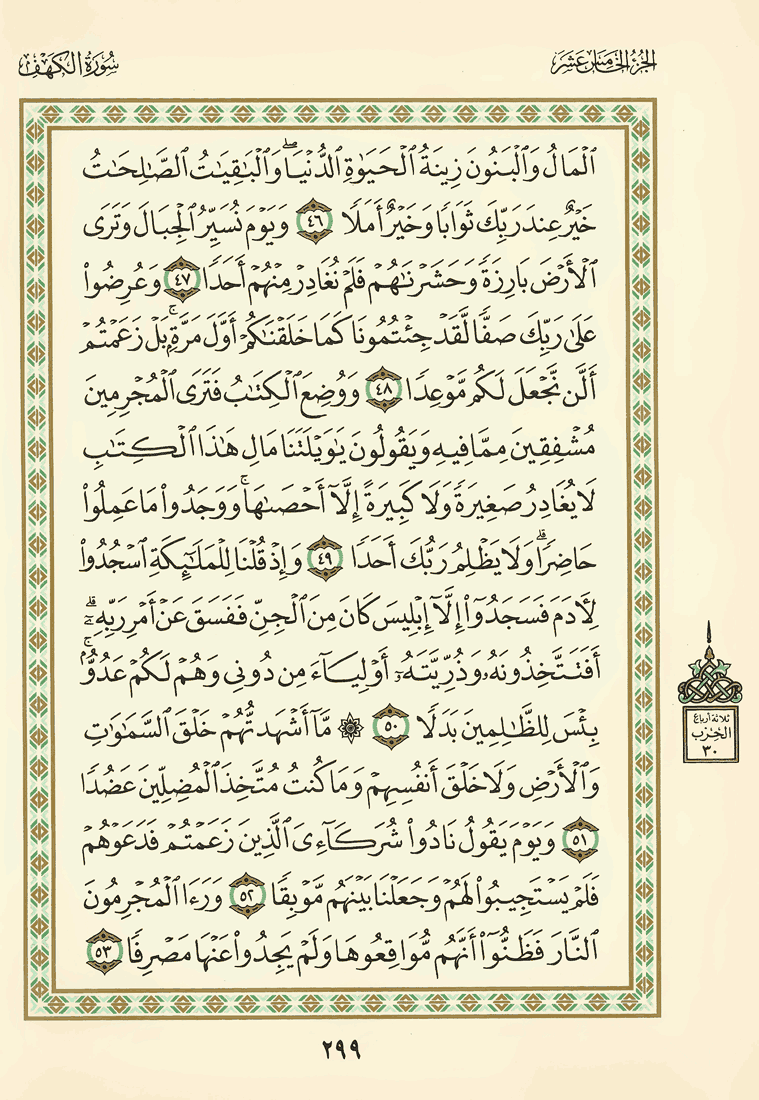 الجزء الخامس عشر
سورة الكهف
ٱلْمَالُ وَٱلْبَنُونَ زِينَةُ ٱلْحَيَوٰةِ ٱلدُّنْيَا ۖ وَٱلْبَٰقِيَٰتُ ٱلصَّٰلِحَٰتُ
خَيْرٌ عِندَ رَبِّكَ ثَوَابًا وَخَيْرٌ أَمَلًا ٤٦ وَيَوْمَ نُسَيِّرُ ٱلْجِبَالَ وَتَرَى
ٱلْأَرْضَ بَارِزَةً وَحَشَرْنَٰهُمْ فَلَمْ نُغَادِرْ مِنْهُمْ أَحَدًا ٤٧ وَعُرِضُوا۟
عَلَىٰ رَبِّكَ صَفًّا لَّقَدْ جِئْتُمُونَا كَمَا خَلَقْنَٰكُمْ أَوَّلَ مَرَّةٍۭ ۚ بَلْ زَعَمْتُمْ
أَلَّن نَّجْعَلَ لَكُم مَّوْعِدًا ٤٨ وَوُضِعَ ٱلْكِتَٰبُ فَتَرَى ٱلْمُجْرِمِينَ
مُشْفِقِينَ مِمَّا فِيهِ وَيَقُولُونَ يَٰوَيْلَتَنَا مَالِ هَٰذَا ٱلْكِتَٰبِ
لَا يُغَادِرُ صَغِيرَةً وَلَا كَبِيرَةً إِلَّآ أَحْصَىٰهَا ۚ وَوَجَدُوا۟ مَا عَمِلُوا۟
حَاضِرًا ۗ وَلَا يَظْلِمُ رَبُّكَ أَحَدًا ٤٩ وَإِذْ قُلْنَا لِلْمَلَٰٓئِكَةِ ٱسْجُدُوا۟
لِءَادَمَ فَسَجَدُوٓا۟ إِلَّآ إِبْلِيسَ كَانَ مِنَ ٱلْجِنِّ فَفَسَقَ عَنْ أَمْرِ رَبِّهِۦٓ ۗ
أَفَتَتَّخِذُونَهُۥ وَذُرِّيَّتَهُۥٓ أَوْلِيَآءَ مِن دُونِى وَهُمْ لَكُمْ عَدُوٌّۢ ۚ
بِئْسَ لِلظَّٰلِمِينَ بَدَلًا ٥٠ ۞ مَّآ أَشْهَدتُّهُمْ خَلْقَ ٱلسَّمَٰوَٰتِ
وَٱلْأَرْضِ وَلَا خَلْقَ أَنفُسِهِمْ وَمَا كُنتُ مُتَّخِذَ ٱلْمُضِلِّينَ عَضُدًا
٥١ وَيَوْمَ يَقُولُ نَادُوا۟ شُرَكَآءِىَ ٱلَّذِينَ زَعَمْتُمْ فَدَعَوْهُمْ
فَلَمْ يَسْتَجِيبُوا۟ لَهُمْ وَجَعَلْنَا بَيْنَهُم مَّوْبِقًا ٥٢ وَرَءَا ٱلْمُجْرِمُونَ
ٱلنَّارَ فَظَنُّوٓا۟ أَنَّهُم مُّوَاقِعُوهَا وَلَمْ يَجِدُوا۟ عَنْهَا مَصْرِفًا ٥٣
ثلاثة أرباع
الحزب
٣٠
٢٩٩